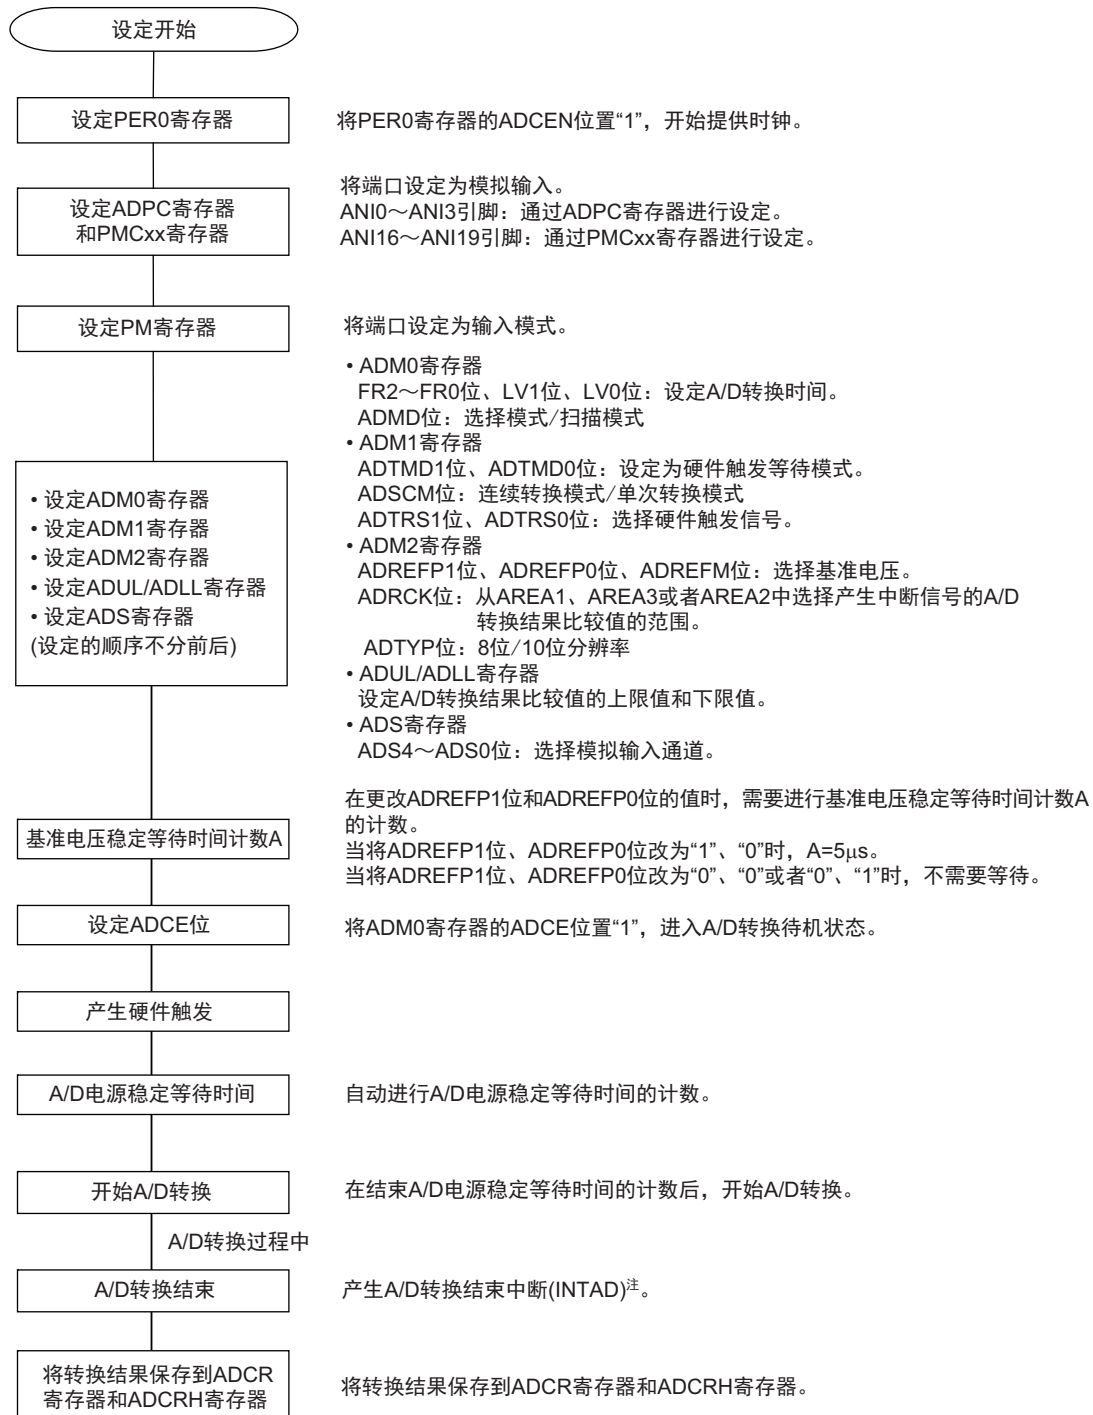 设定开始
设定PER0寄存器
将PER0寄存器的ADCEN位置“1”，开始提供时钟。
设定ADPC寄存器
和PMCxx寄存器
将端口设定为模拟输入。
ANI0～ANI3引脚：通过ADPC寄存器进行设定。
ANI16～ANI19引脚：通过PMCxx寄存器进行设定。
设定PM寄存器
将端口设定为输入模式。
• 设定ADM0寄存器
• 设定ADM1寄存器
• 设定ADM2寄存器
• 设定ADUL/ADLL寄存器
• 设定ADS寄存器
(设定的顺序不分前后)
• ADM0寄存器
FR2～FR0位、LV1位、LV0位：设定A/D转换时间。
ADMD位：选择模式/扫描模式
• ADM1寄存器
ADTMD1位、ADTMD0位：设定为硬件触发等待模式。
ADSCM位：连续转换模式/单次转换模式
ADTRS1位、ADTRS0位：选择硬件触发信号。
• ADM2寄存器
ADREFP1位、ADREFP0位、ADREFM位：选择基准电压。
ADRCK位：从AREA1、AREA3或者AREA2中选择产生中断信号的A/D
转换结果比较值的范围。
ADTYP位：8位/10位分辨率
• ADUL/ADLL寄存器
设定A/D转换结果比较值的上限值和下限值。
• ADS寄存器
ADS4～ADS0位：选择模拟输入通道。
基准电压稳定等待时间计数A
在更改ADREFP1位和ADREFP0位的值时，需要进行基准电压稳定等待时间计数A
的计数。
当将ADREFP1位、ADREFP0位改为“1”、“0”时，A=5μs。
当将ADREFP1位、ADREFP0位改为“0”、“0”或者“0”、“1”时，不需要等待。
设定ADCE位
将ADM0寄存器的ADCE位置“1”，进入A/D转换待机状态。
产生硬件触发
A/D电源稳定等待时间
自动进行A/D电源稳定等待时间的计数。
开始A/D转换
在结束A/D电源稳定等待时间的计数后，开始A/D转换。
A/D转换过程中
A/D转换结束
产生A/D转换结束中断(INTAD)注。
将转换结果保存到ADCR
寄存器和ADCRH寄存器
将转换结果保存到ADCR寄存器和ADCRH寄存器。